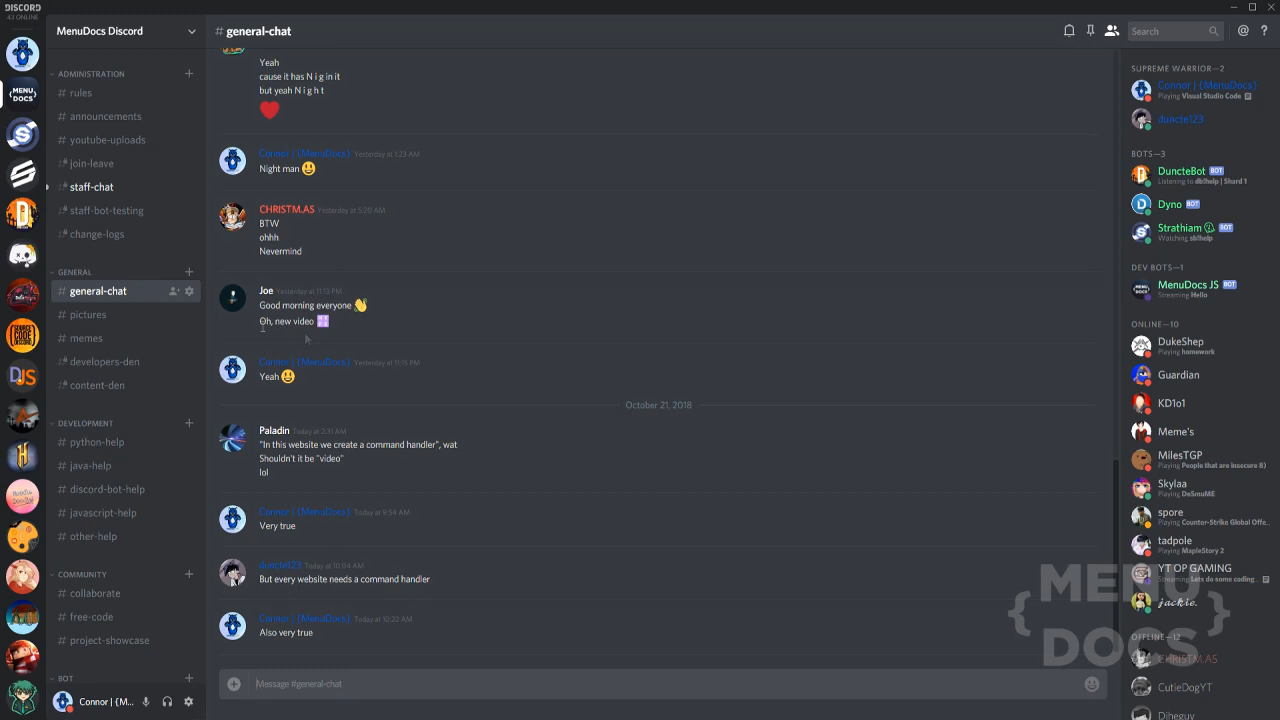 DISCORD
43 ONLINE
MENU
DOCS
MenuDocs Discord
ADMINISTRATION
# rules
# announcements
# youtube-uploads
# join-leave
# staff-chat
# staff-bot-testing
# change-logs
GENERAL
# general-chat
# pictures
# memes
# developers-den
# content-den
DEVELOPMENT
# python-help
# java-help
# discord-bot-help
# javascript-help
# other-help
COMMUNITY
# collaborate
# free-code
# project-showcase
BOT
Connor | {M...
# general-chat
Search
Yeah
cause it has N i g in it
but yeah N i g h t
Connor | {MenuDocs} Yesterday at 1:23 AM
Night man
CHRISTM.AS Yesterday at 5:20 AM
BTW
ohhh
Nevermind
Joe Yesterday at 11:13 PM
Good morning everyone
Oh, new video
Connor | {MenuDocs} Yesterday at 11:15 PM
Yeah
October 21, 2018
Paladin Today at 2:31 AM
"In this website we create a command handler", wat
Shouldn't it be "video"
lol
Connor | {MenuDocs} Today at 9:54 AM
Very true
duncte123 Today at 10:04 AM
But every website needs a command handler
Connor | {MenuDocs} Today at 10:22 AM
Also very true
Message #general-chat
SUPREME WARRIOR—2
Connor | {MenuDocs}
Playing Visual Studio Code
duncte123
BOTS—3
DuncteBot BOT
Listening to db!help | Shard 1
Dyno BOT
Strathiam BOT
Watching sb!help
DEV BOTS—1
MenuDocs JS BOT
Streaming Hello
ONLINE—10
DukeShep
Playing homework
Guardian
KD1o1
Meme's
MilesTGP
Playing People that are insecure 8)
Skylaa
Playing DeSmuME
spore
Playing Counter-Strike Global Offe...
tadpole
Playing MapleStory 2
YT OP GAMING
Streaming Lets do some coding...
jackie.
OFFLINE—12
CHRISTM.AS
CutieDogYT
Diheguy
{ MENU
DOCS }